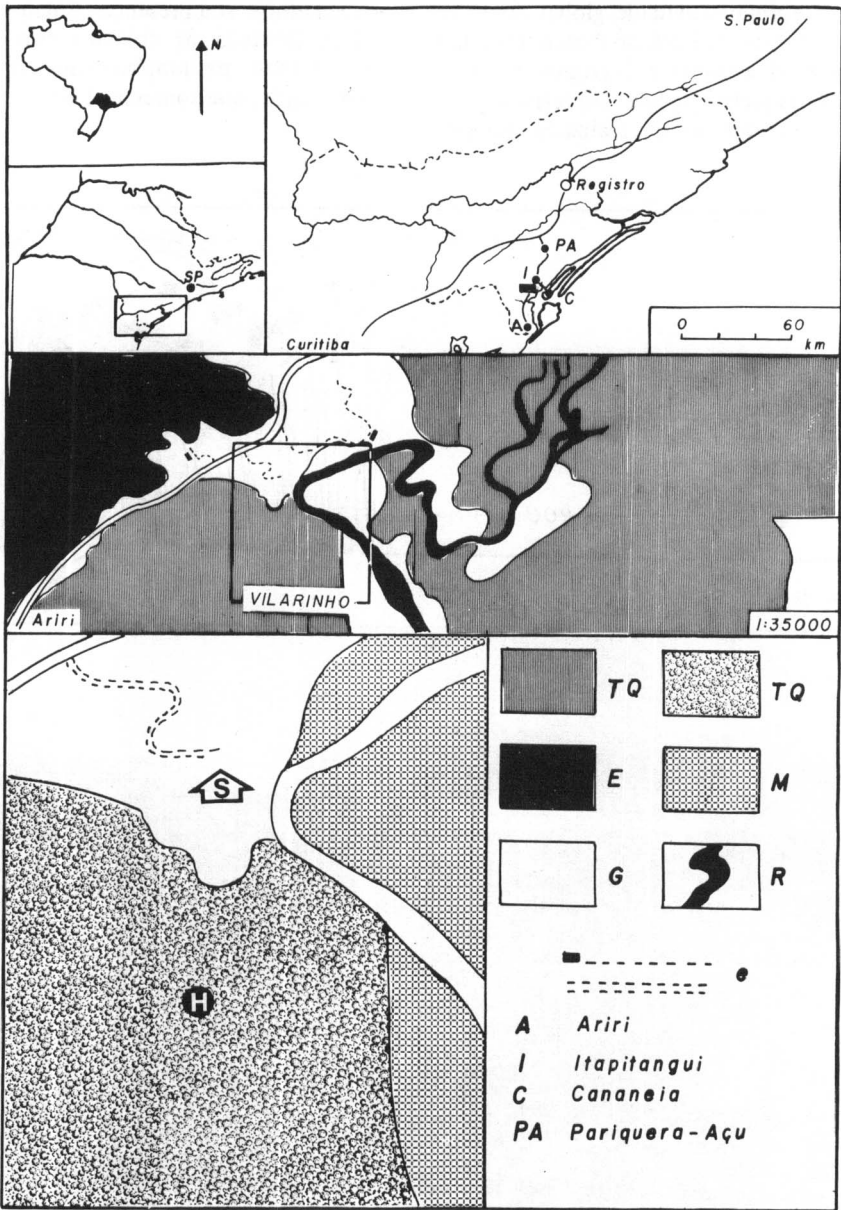 N
SP
S. Paulo
Registro
PA
I
C
A
Curitiba
0 60
km
VILARINHO
Ariri
1:35000
S
H
TQ TQ
E M
G R
e
A Ariri
I Itapitangui
C Cananeia
PA Pariquera-Açu